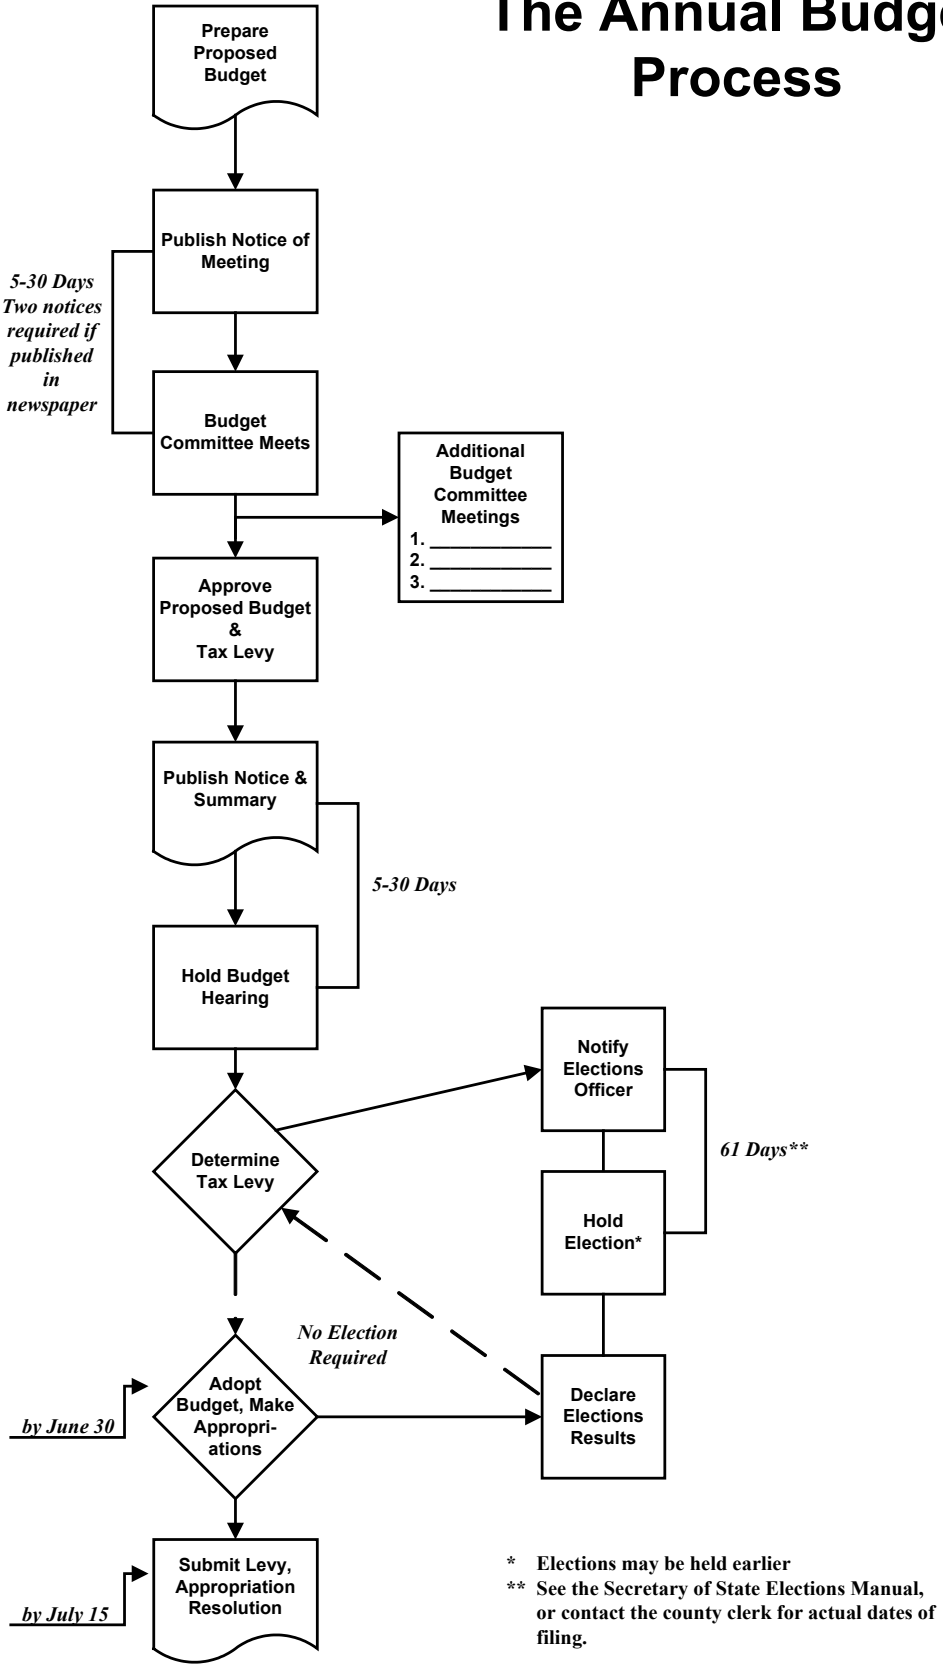 The Annual Budge
Process
Prepare
Proposed
Budget
Publish Notice of
Meeting
5-30 Days
Two notices
required if
published
in
newspaper
Budget
Committee Meets
Additional
Budget
Committee
Meetings
1. ____________
2. ____________
3. ____________
Approve
Proposed Budget
&
Tax Levy
Publish Notice &
Summary
5-30 Days
Hold Budget
Hearing
Notify
Elections
Officer
61 Days**
Determine
Tax Levy
Hold
Election*
No Election
Required
Adopt
Budget, Make
Appropri-
ations
by June 30
Declare
Elections
Results
Submit Levy,
Appropriation
Resolution
by July 15
* Elections may be held earlier
** See the Secretary of State Elections Manual,
or contact the county clerk for actual dates of
filing.